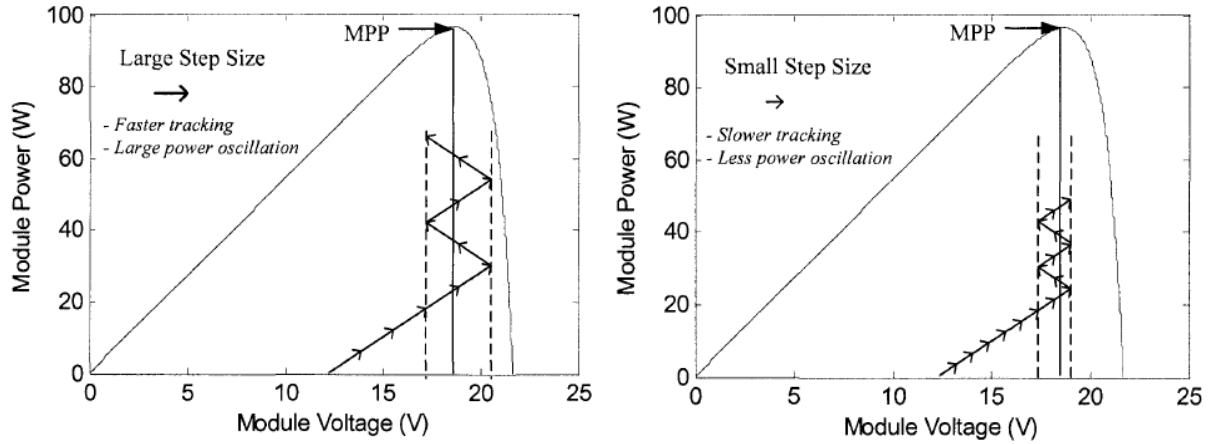 100
MPP
Large Step Size
80
- Faster tracking
- Large power oscillation
60
40
20
0
0 5 10 15 20 25
Module Voltage (V)
Module Power (W)
100
MPP
Small Step Size
80
- Slower tracking
- Less power oscillation
60
40
20
0
0 5 10 15 20 25
Module Voltage (V)
Module Power (W)